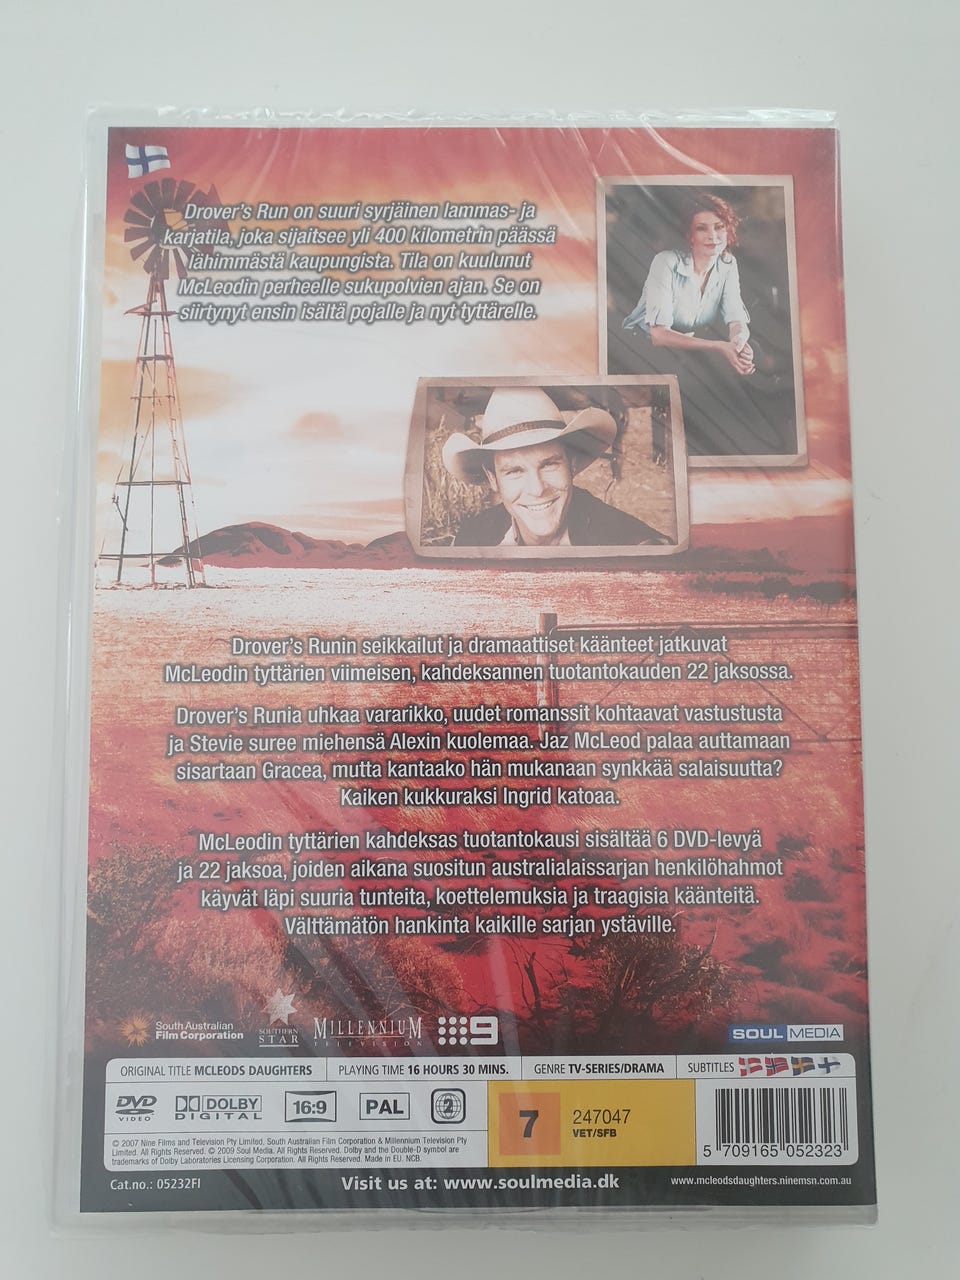 Drover's Run on suuri syrjäinen lammas- ja
karjatila, joka sijaitsee yli 400 kilometrin päässä
lähimmästä kaupungista. Tila on kuulunut
McLeodin perheelle sukupolvien ajan. Se on
siirtynyt ensin isältä pojalle ja nyt tyttärelle.
Drover's Runin seikkailut ja dramaattiset käänteet jatkuvat
McLeodin tyttärien viimeisen, kahdeksannen tuotantokauden 22 jaksossa.
Drover's Runia uhkaa vararikko, uudet romanssit kohtaavat vastustusta
ja Stevie suree miehensä Alexin kuolemaa. Jaz McLeod palaa auttamaan
sisartaan Gracea, mutta kantaako hän mukanaan synkkää salaisuutta?
Kaiken kukkuraksi Ingrid katoaa.
McLeodin tyttärien kahdeksas tuotantokausi sisältää 6 DVD-levyä
ja 22 jaksoa, joiden aikana suositun australialaissarjan henkilöhahmot
käyvät läpi suuria tunteita, koettelemuksia ja traagisia käänteitä.
Välttämätön hankinta kaikille sarjan ystäville.
South Australian
Film Corporation
SOUTHERN
STAR
MILLENNIUM
TELEVISION
9
SOUL MEDIA
ORIGINAL TITLE MCLEODS DAUGHTERS
PLAYING TIME 16 HOURS 30 MINS.
GENRE TV-SERIES/DRAMA
SUBTITLES
DVD
VIDEO
DOLBY
DIGITAL
16:9
PAL
2
7
247047
VET/SFB
5 709165 052323
© 2007 Nine Films and Television Pty Limited, South Australian Film Corporation & Millennium Television Pty
Limited. All Rights Reserved. © 2009 Soul Media. All Rights Reserved. Dolby and the Double-D symbol are
trademarks of Dolby Laboratories Licensing Corporation. All Rights Reserved. Made in EU. NCB.
Cat.no.: 05232FI
Visit us at: www.soulmedia.dk
www.mcleodsdaughters.ninemsn.com.au